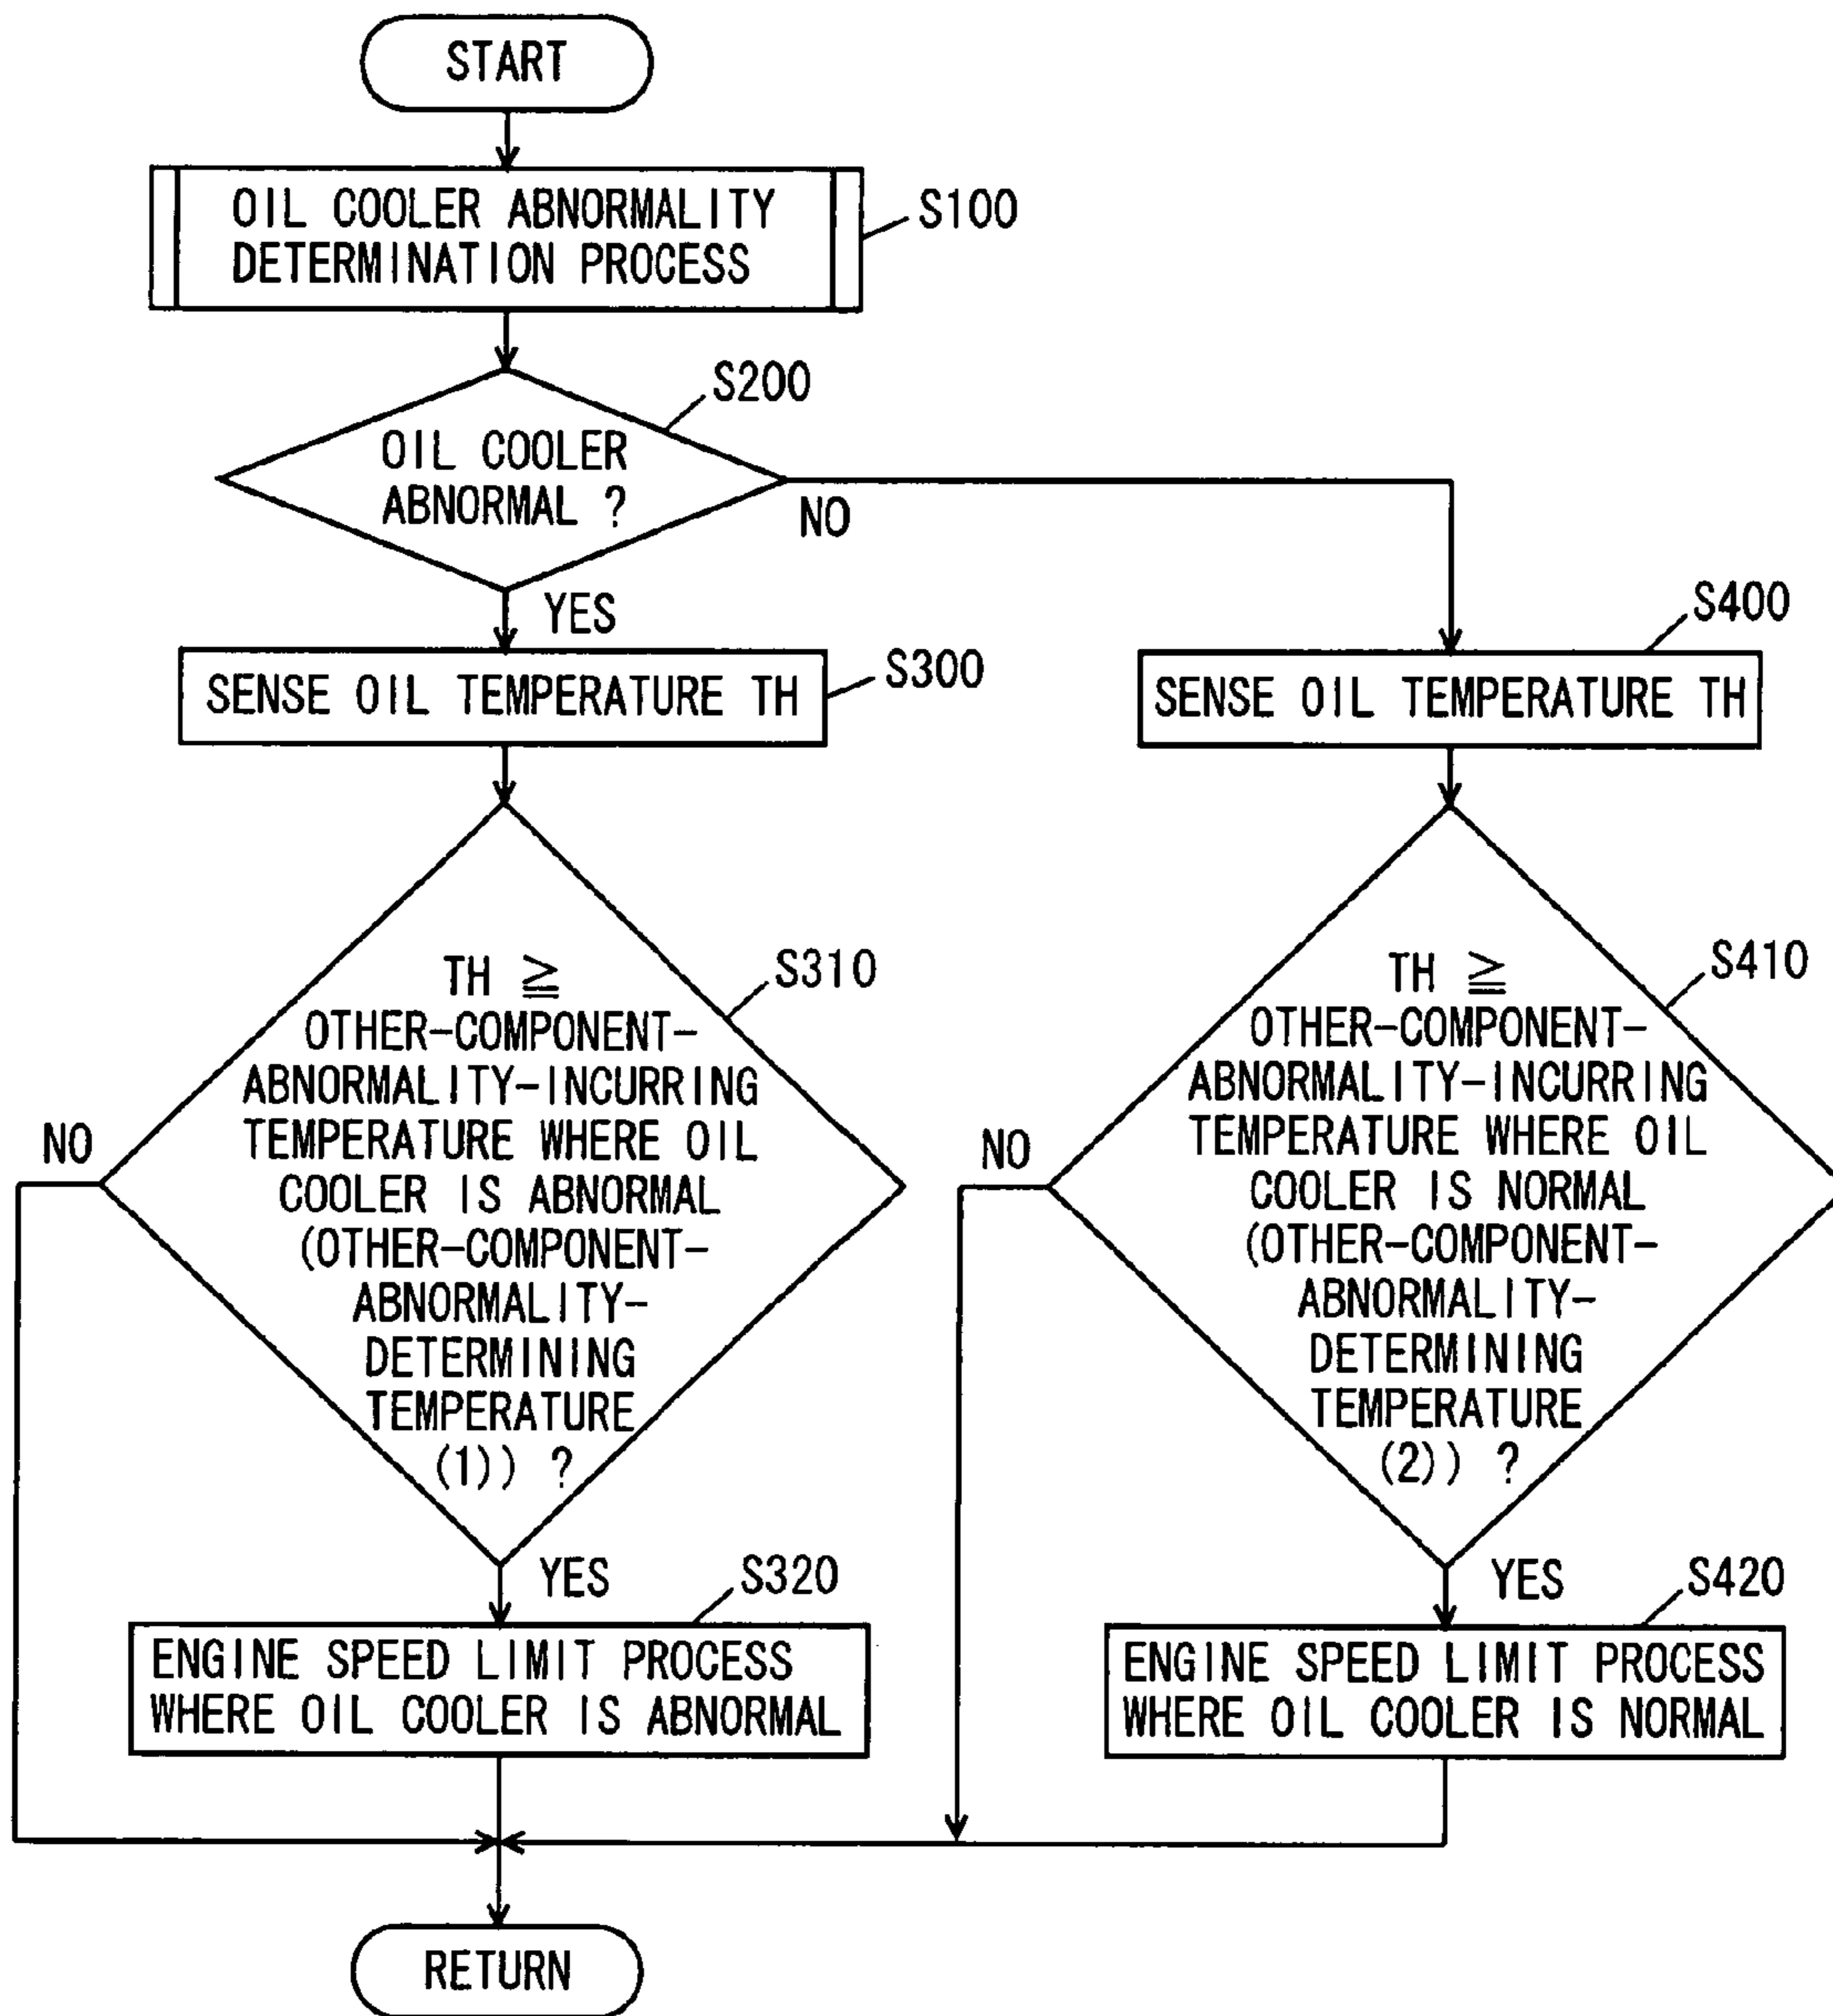 START
OIL COOLER ABNORMALITY
DETERMINATION PROCESS
S100
S200
OIL COOLER
ABNORMAL ?
NO
YES
S300
SENSE OIL TEMPERATURE TH
S310
TH ≧
OTHER-COMPONENT-
ABNORMALITY-INCURRING
TEMPERATURE WHERE OIL
COOLER IS ABNORMAL
(OTHER-COMPONENT-
ABNORMALITY-
DETERMINING
TEMPERATURE
(1)) ?
NO
YES
S320
ENGINE SPEED LIMIT PROCESS
WHERE OIL COOLER IS ABNORMAL
S400
SENSE OIL TEMPERATURE TH
S410
TH ≧
OTHER-COMPONENT-
ABNORMALITY-INCURRING
TEMPERATURE WHERE OIL
COOLER IS NORMAL
(OTHER-COMPONENT-
ABNORMALITY-
DETERMINING
TEMPERATURE
(2)) ?
NO
YES
S420
ENGINE SPEED LIMIT PROCESS
WHERE OIL COOLER IS NORMAL
RETURN